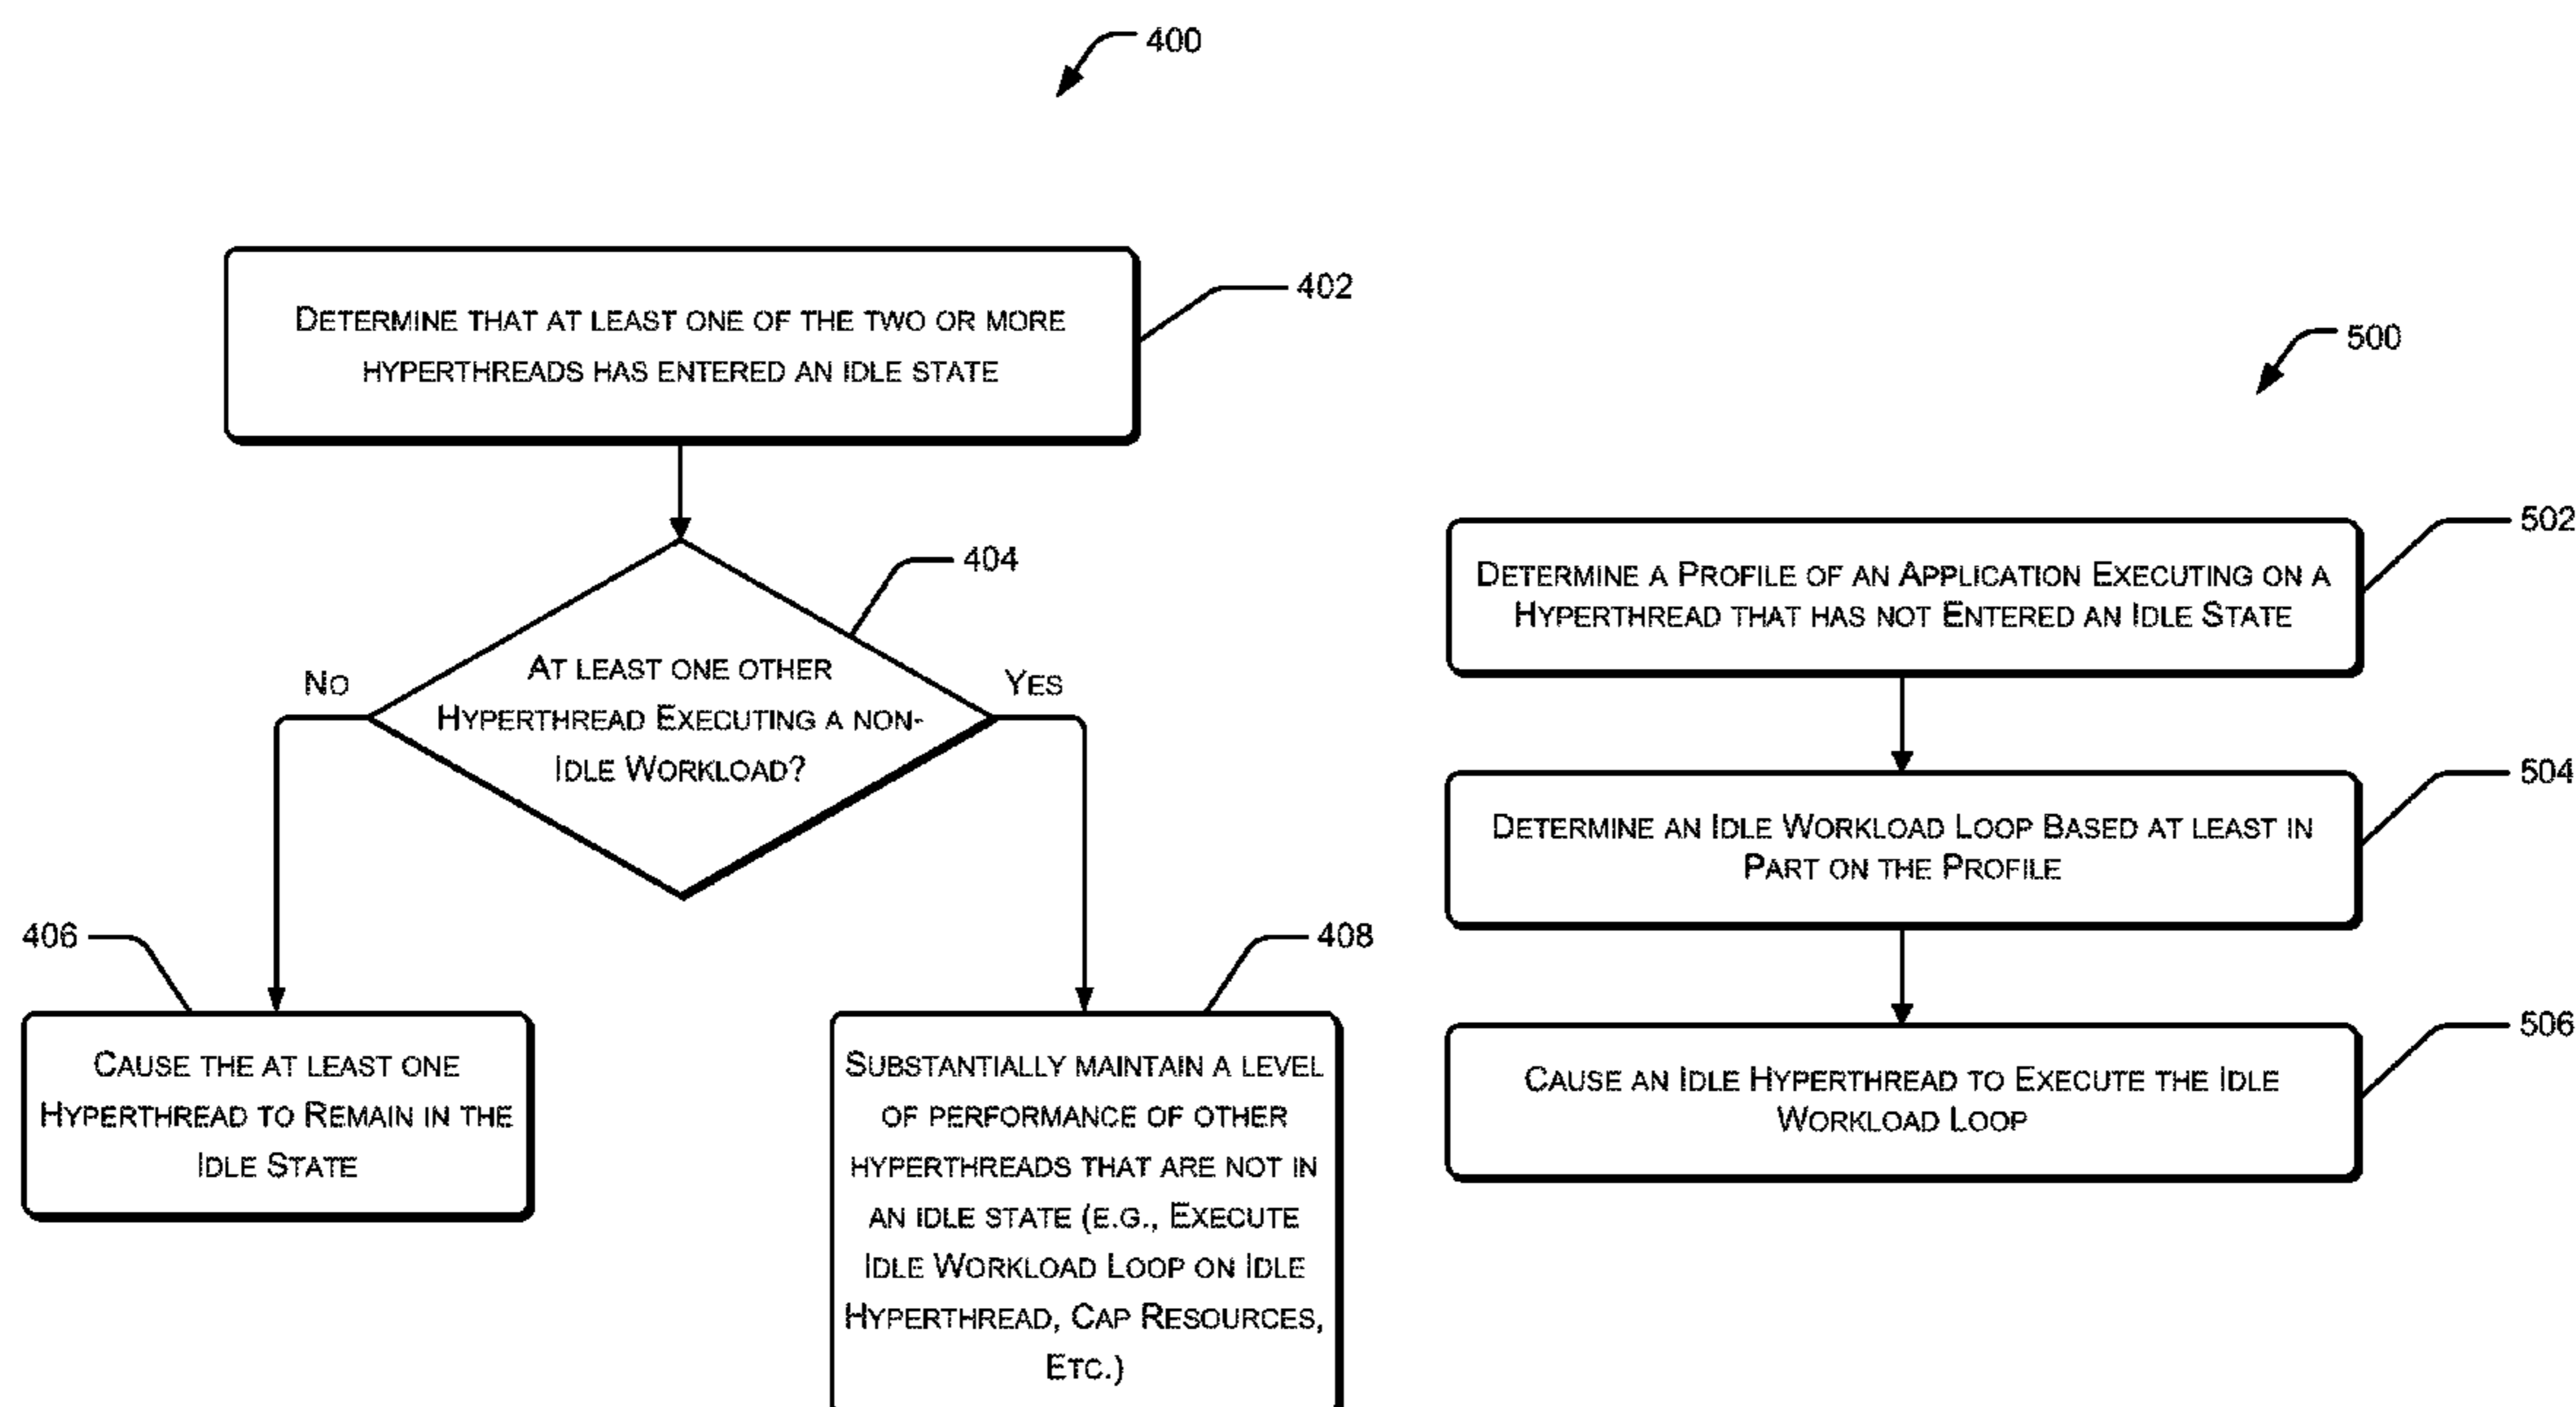 400
DETERMINE THAT AT LEAST ONE OF THE TWO OR MORE
HYPERTHREADS HAS ENTERED AN IDLE STATE
402
404
AT LEAST ONE OTHER
HYPERTHREAD EXECUTING A NON-
IDLE WORKLOAD?
NO
YES
406
CAUSE THE AT LEAST ONE
HYPERTHREAD TO REMAIN IN THE
IDLE STATE
408
SUBSTANTIALLY MAINTAIN A LEVEL
OF PERFORMANCE OF OTHER
HYPERTHREADS THAT ARE NOT IN
AN IDLE STATE (E.G., EXECUTE
IDLE WORKLOAD LOOP ON IDLE
HYPERTHREAD, CAP RESOURCES,
ETC.)
500
502
DETERMINE A PROFILE OF AN APPLICATION EXECUTING ON A
HYPERTHREAD THAT HAS NOT ENTERED AN IDLE STATE
504
DETERMINE AN IDLE WORKLOAD LOOP BASED AT LEAST IN
PART ON THE PROFILE
506
CAUSE AN IDLE HYPERTHREAD TO EXECUTE THE IDLE
WORKLOAD LOOP